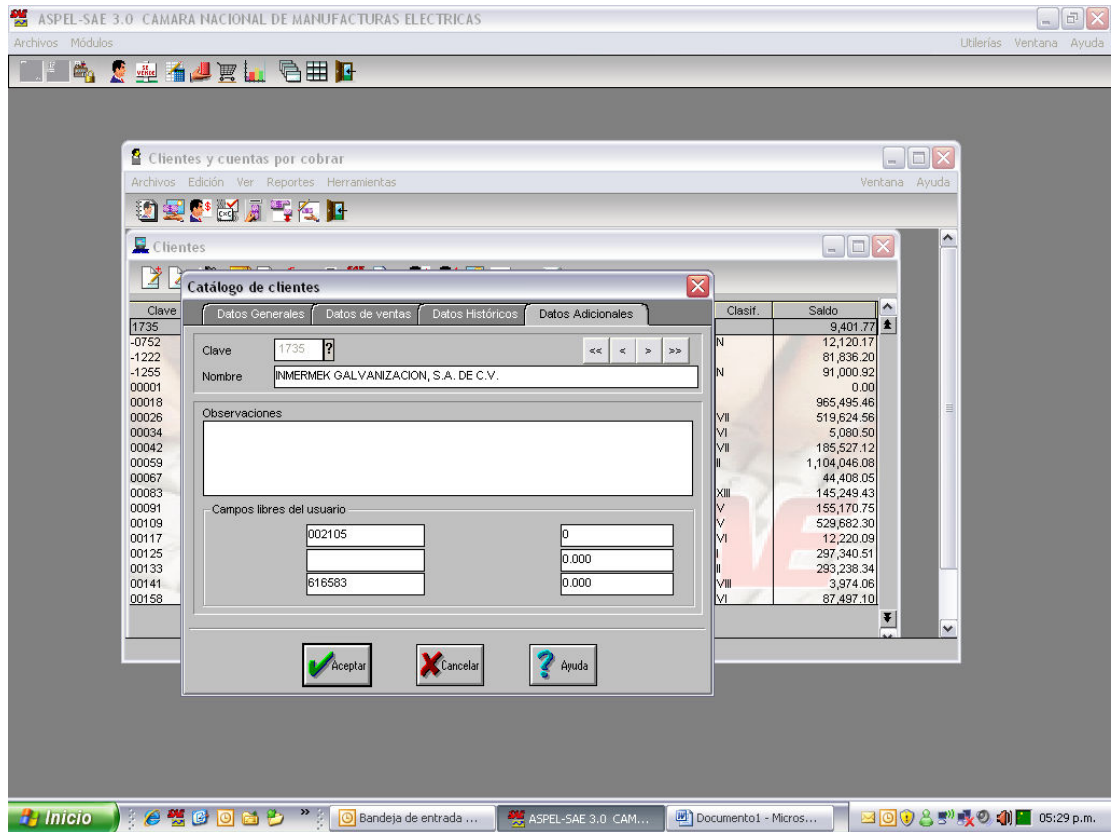 ASPEL-SAE 3.0 CAMARA NACIONAL DE MANUFACTURAS ELECTRICAS
Archivos Módulos Utilerías Ventana Ayuda
SE VENDE
Clientes y cuentas por cobrar
Archivos Edición Ver Reportes Herramientas Ventana Ayuda
Clientes
Catálogo de clientes
Datos Generales Datos de ventas Datos Históricos Datos Adicionales
Clave 1735 ? << < > >>
Nombre INMERMEK GALVANIZACION, S.A. DE C.V.
Observaciones
Campos libres del usuario
002105 0
0.000
616583 0.000
Aceptar Cancelar Ayuda
Clave Clasif. Saldo
1735 9,401.77
-0752 N 12,120.17
-1222 81,836.20
-1255 N 91,000.92
00001 0.00
00018 965,495.46
00026 VII 519,624.56
00034 VI 5,080.50
00042 VII 185,527.12
00059 II 1,104,046.08
00067 44,408.05
00083 XIII 145,249.43
00091 V 155,170.75
00109 V 529,682.30
00117 VI 12,220.09
00125 I 297,340.51
00133 II 293,238.34
00141 VIII 3,974.06
00158 VI 87,497.10
Inicio Bandeja de entrada ... ASPEL-SAE 3.0 CAM... Documento1 - Micros... 05:29 p.m.